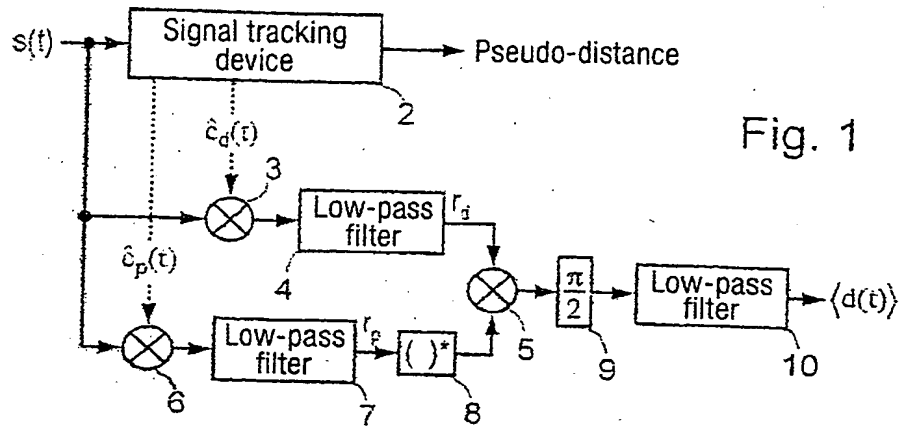 s(t)
Signal tracking
device
Pseudo-distance
2
ĉd(t)
Fig. 1
3
Low-pass
filter
rd
4
ĉp(t)
5
π
2
9
Low-pass
filter
⟨d(t)⟩
10
6
Low-pass
filter
rp
7
( )*
8